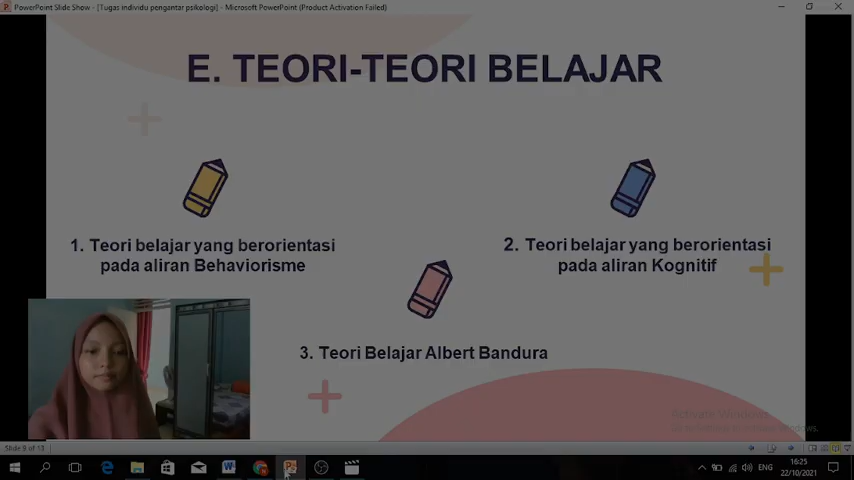 PowerPoint Slide Show - [Tugas individu pengantar psikologi] - Microsoft PowerPoint (Product Activation Failed)
E. TEORI-TEORI BELAJAR
1. Teori belajar yang berorientasi
pada aliran Behaviorisme
2. Teori belajar yang berorientasi
pada aliran Kognitif
3. Teori Belajar Albert Bandura
Activate Windows
Windows.
Slide 9 of 13
ENG
16:25
22/10/2021